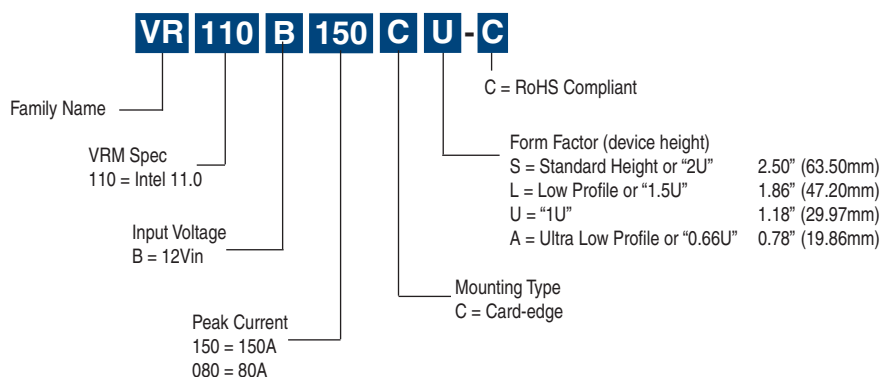 VR 110 B 150 C U - C
C = RoHS Compliant
Family Name
Form Factor (device height)
S = Standard Height or “2U” 2.50” (63.50mm)
L = Low Profile or “1.5U” 1.86” (47.20mm)
U = “1U” 1.18” (29.97mm)
A = Ultra Low Profile or “0.66U” 0.78” (19.86mm)
VRM Spec
110 = Intel 11.0
Input Voltage
B = 12Vin
Mounting Type
C = Card-edge
Peak Current
150 = 150A
080 = 80A